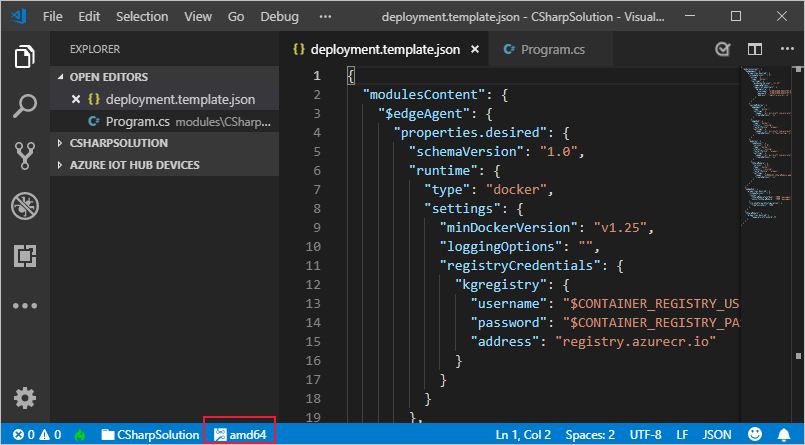 File Edit Selection View Go Debug deployment.template.json - CSharpSolution - Visual...
EXPLORER
OPEN EDITORS
deployment.template.json
Program.cs modules\CSharp...
CSHARPSOLUTION
AZURE IOT HUB DEVICES
{} deployment.template.json Program.cs
1 {
2 "modulesContent": {
3 "$edgeAgent": {
4 "properties.desired": {
5 "schemaVersion": "1.0",
6 "runtime": {
7 "type": "docker",
8 "settings": {
9 "minDockerVersion": "v1.25",
10 "loggingOptions": "",
11 "registryCredentials": {
12 "kgregistry": {
13 "username": "$CONTAINER_REGISTRY_US
14 "password": "$CONTAINER_REGISTRY_PA
15 "address": "registry.azurecr.io"
16 }
17 }
18 }
19 },
0 0 CSharpSolution amd64 Ln 1, Col 2 Spaces: 2 UTF-8 LF JSON